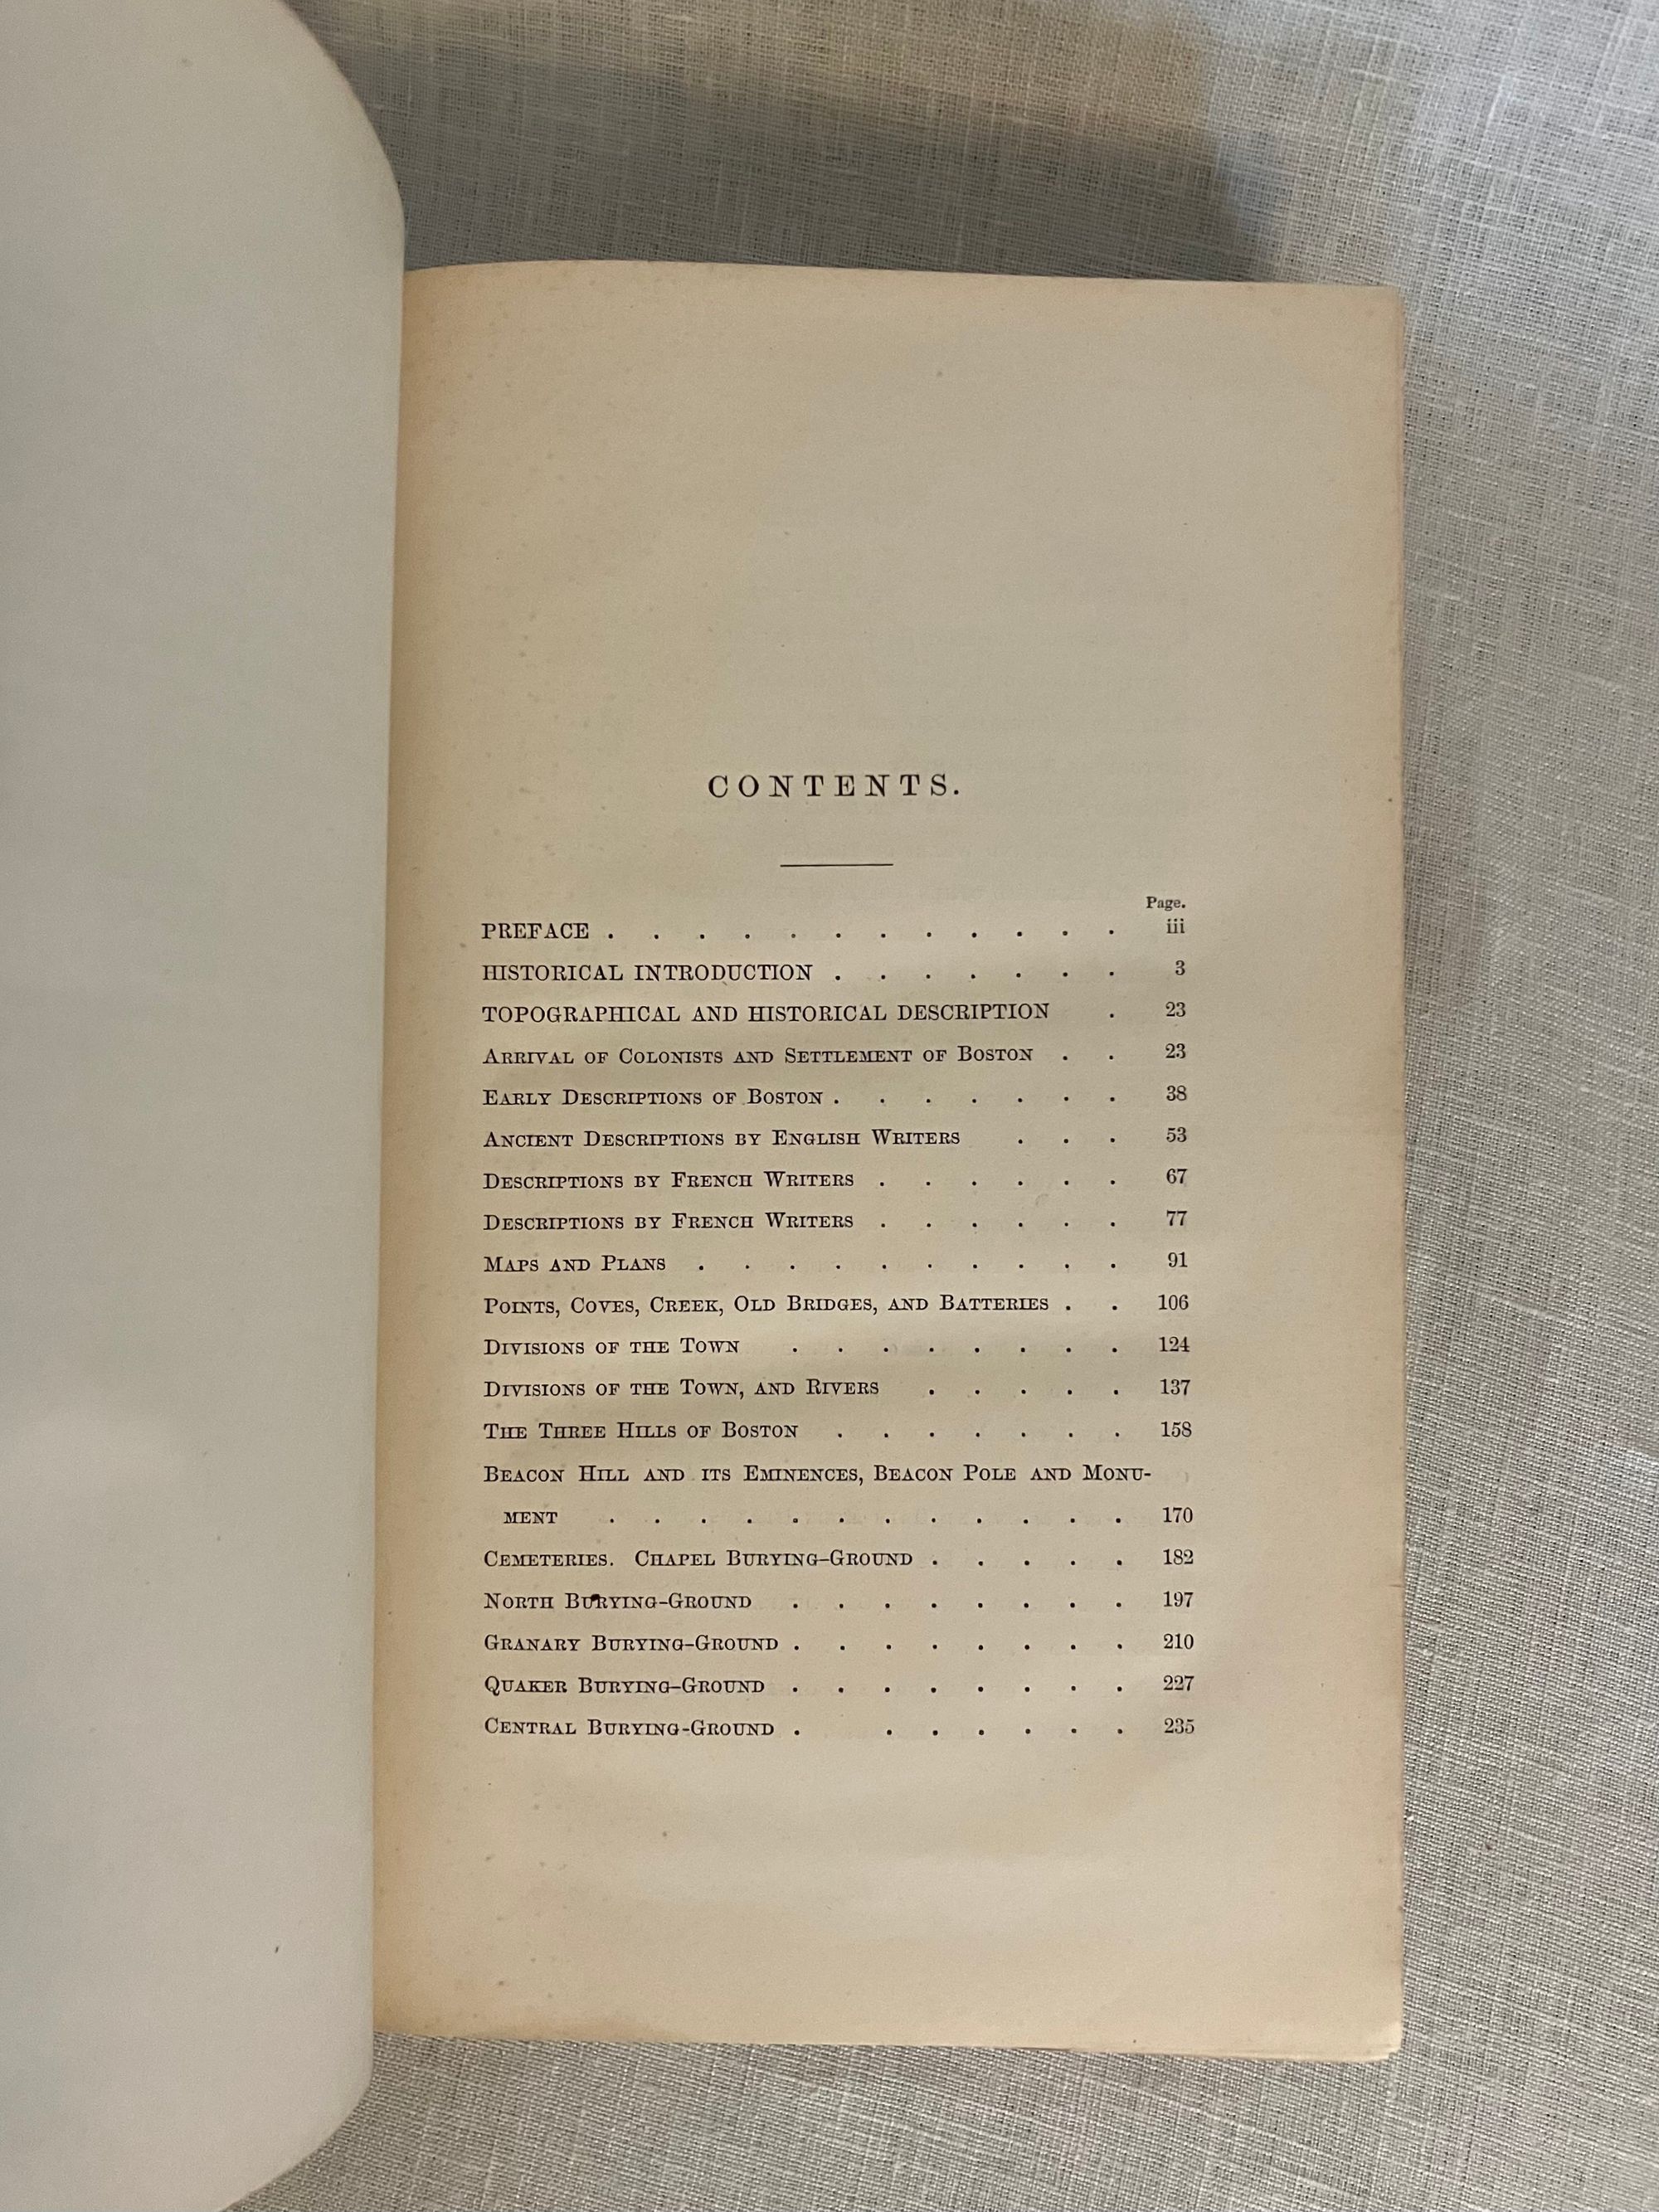 CONTENTS.
Page.
PREFACE . . . . . . . . . . . . iii
HISTORICAL INTRODUCTION . . . . . . . 3
TOPOGRAPHICAL AND HISTORICAL DESCRIPTION . 23
ARRIVAL OF COLONISTS AND SETTLEMENT OF BOSTON . . 23
EARLY DESCRIPTIONS OF BOSTON . . . . . . . 38
ANCIENT DESCRIPTIONS BY ENGLISH WRITERS . . . 53
DESCRIPTIONS BY FRENCH WRITERS . . . . . . 67
DESCRIPTIONS BY FRENCH WRITERS . . . . . . 77
MAPS AND PLANS . . . . . . . . . . 91
POINTS, COVES, CREEK, OLD BRIDGES, AND BATTERIES . . 106
DIVISIONS OF THE TOWN . . . . . . . . 124
DIVISIONS OF THE TOWN, AND RIVERS . . . . . 137
THE THREE HILLS OF BOSTON . . . . . . . 158
BEACON HILL AND ITS EMINENCES, BEACON POLE AND MONU-
MENT . . . . . . . . . . . . 170
CEMETERIES. CHAPEL BURYING-GROUND . . . . . 182
NORTH BURYING-GROUND . . . . . . . . 197
GRANARY BURYING-GROUND . . . . . . . . 210
QUAKER BURYING-GROUND . . . . . . . . 227
CENTRAL BURYING-GROUND . . . . . . . 235